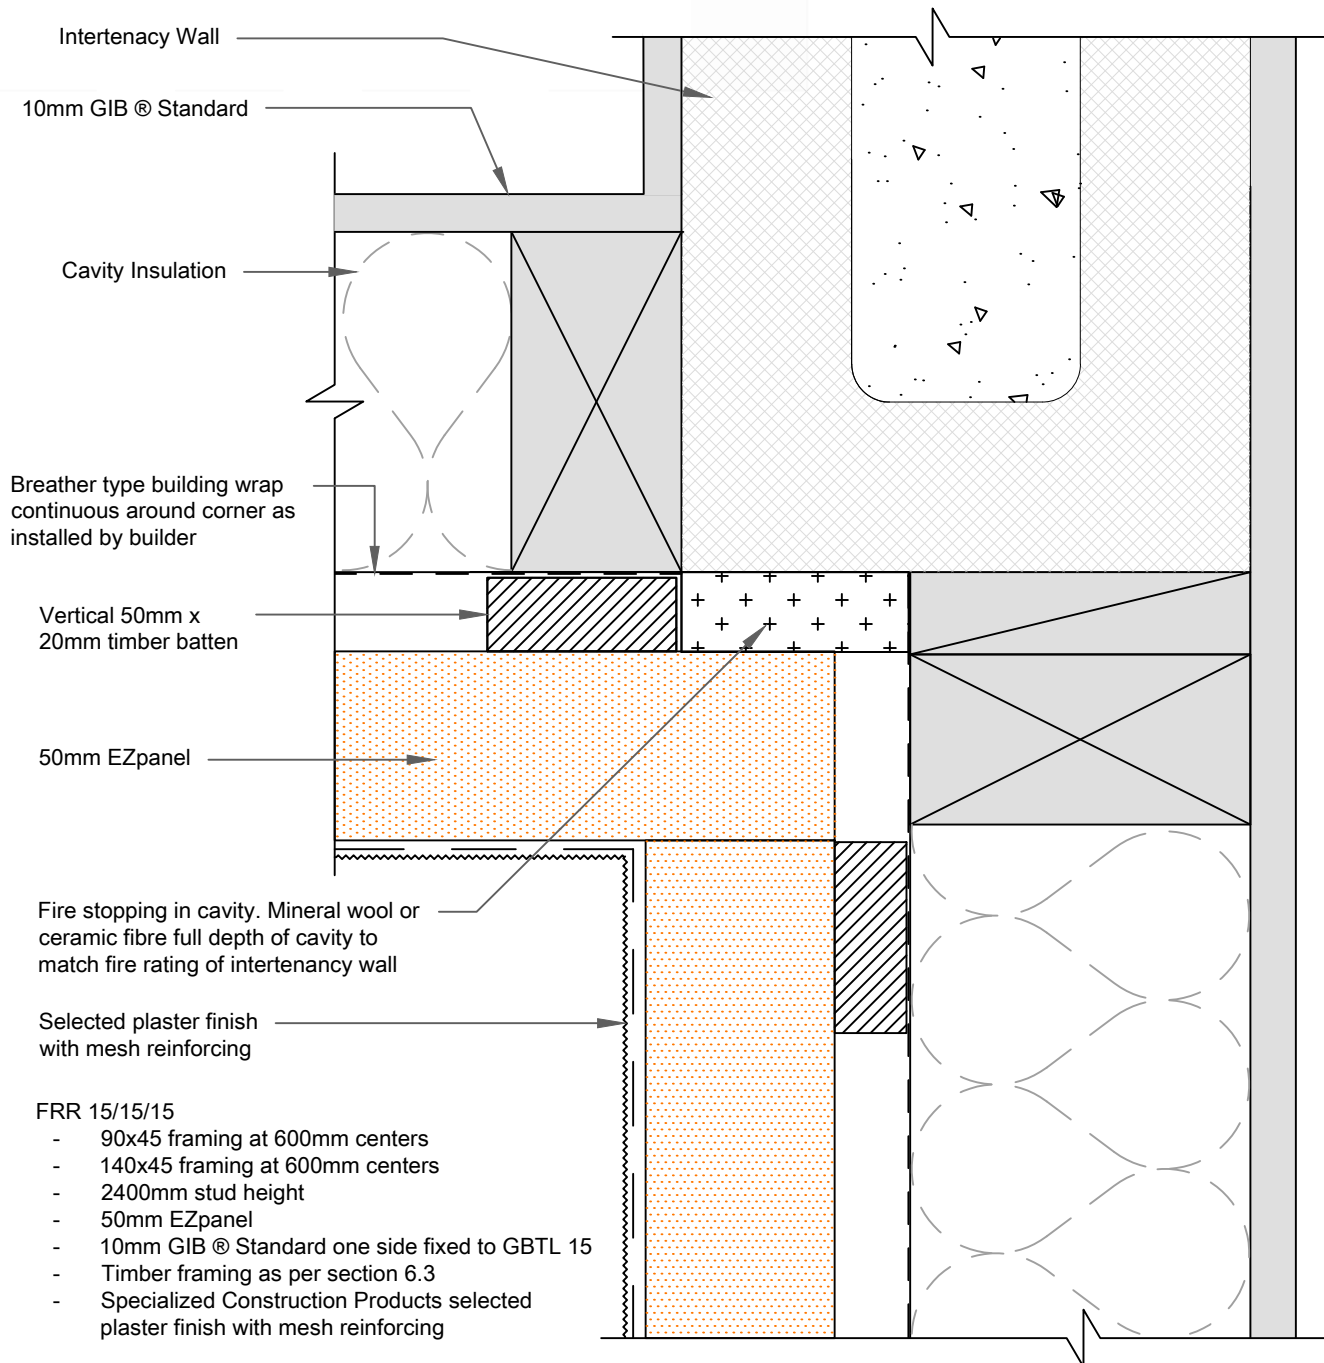 Intertenacy Wall
10mm GIB ® Standard
Cavity Insulation
Breather type building wrap
continuous around corner as
installed by builder
Vertical 50mm x
20mm timber batten
50mm EZpanel
Fire stopping in cavity. Mineral wool or
ceramic fibre full depth of cavity to
match fire rating of intertenancy wall
Selected plaster finish
with mesh reinforcing
FRR 15/15/15
- 90x45 framing at 600mm centers
- 140x45 framing at 600mm centers
- 2400mm stud height
- 50mm EZpanel
- 10mm GIB ® Standard one side fixed to GBTL 15
- Timber framing as per section 6.3
- Specialized Construction Products selected
plaster finish with mesh reinforcing